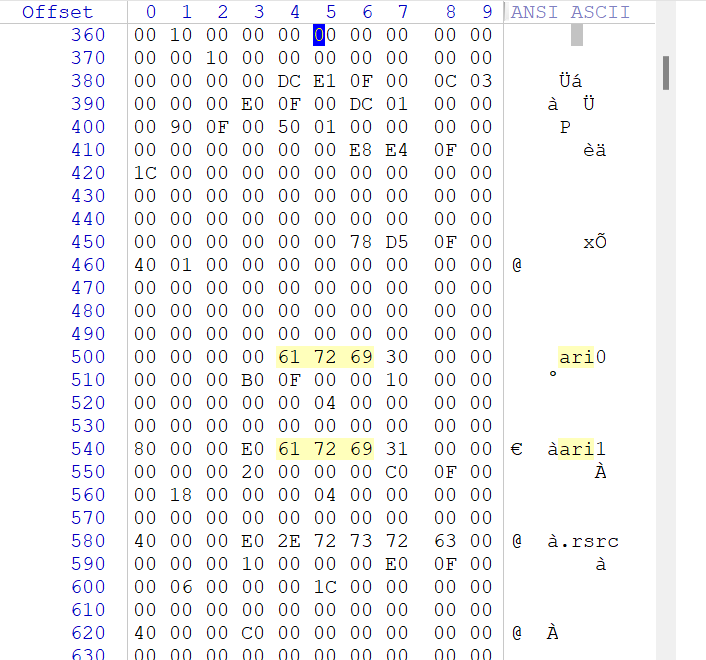 Offset 0 1 2 3 4 5 6 7 8 9 ANSI ASCII
360 00 10 00 00 00 00 00 00 00 00
370 00 00 10 00 00 00 00 00 00 00
380 00 00 00 00 DC E1 0F 00 0C 03 Üá
390 00 00 00 E0 0F 00 DC 01 00 00 à Ü
400 00 90 0F 00 50 01 00 00 00 00 P
410 00 00 00 00 00 00 E8 E4 0F 00 èä
420 1C 00 00 00 00 00 00 00 00 00
430 00 00 00 00 00 00 00 00 00 00
440 00 00 00 00 00 00 00 00 00 00
450 00 00 00 00 00 00 78 D5 0F 00 xÕ
460 40 01 00 00 00 00 00 00 00 00 @
470 00 00 00 00 00 00 00 00 00 00
480 00 00 00 00 00 00 00 00 00 00
490 00 00 00 00 00 00 00 00 00 00
500 00 00 00 00 61 72 69 30 00 00 ari0
510 00 00 00 B0 0F 00 00 10 00 00 °
520 00 00 00 00 00 04 00 00 00 00
530 00 00 00 00 00 00 00 00 00 00
540 80 00 00 E0 61 72 69 31 00 00 € àari1
550 00 00 00 20 00 00 00 C0 0F 00 À
560 00 18 00 00 00 04 00 00 00 00
570 00 00 00 00 00 00 00 00 00 00
580 40 00 00 E0 2E 72 73 72 63 00 @ à.rsrc
590 00 00 00 10 00 00 00 E0 0F 00 à
600 00 06 00 00 00 1C 00 00 00 00
610 00 00 00 00 00 00 00 00 00 00
620 40 00 00 C0 00 00 00 00 00 00 @ À
630 00 00 00 00 00 00 00 00 00 00